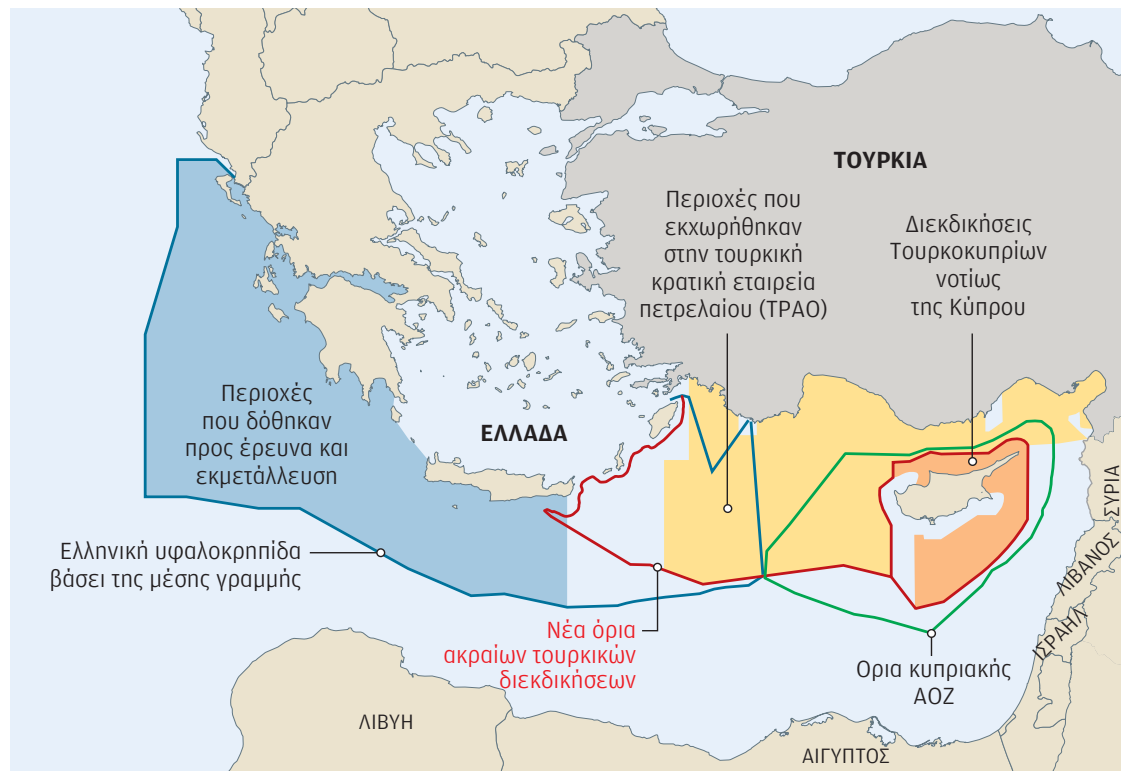 ΤΟΥΡΚΙΑ
Περιοχές που
εκχωρήθηκαν
στην τουρκική
κρατική εταιρεία
πετρελαίου (ΤΡΑΟ)
Διεκδικήσεις
Τουρκοκυπρίων
νοτίως
της Κύπρου
Περιοχές
που δόθηκαν
προς έρευνα και
εκμετάλλευση
ΕΛΛΑΔΑ
Ελληνική υφαλοκρηπίδα
βάσει της μέσης γραμμής
Νέα όρια
ακραίων τουρκικών
διεκδικήσεων
Ορια κυπριακής
ΑΟΖ
ΣΥΡΙΑ
ΛΙΒΑΝΟΣ
ΙΣΡΑΗΛ
ΛΙΒΥΗ
ΑΙΓΥΠΤΟΣ